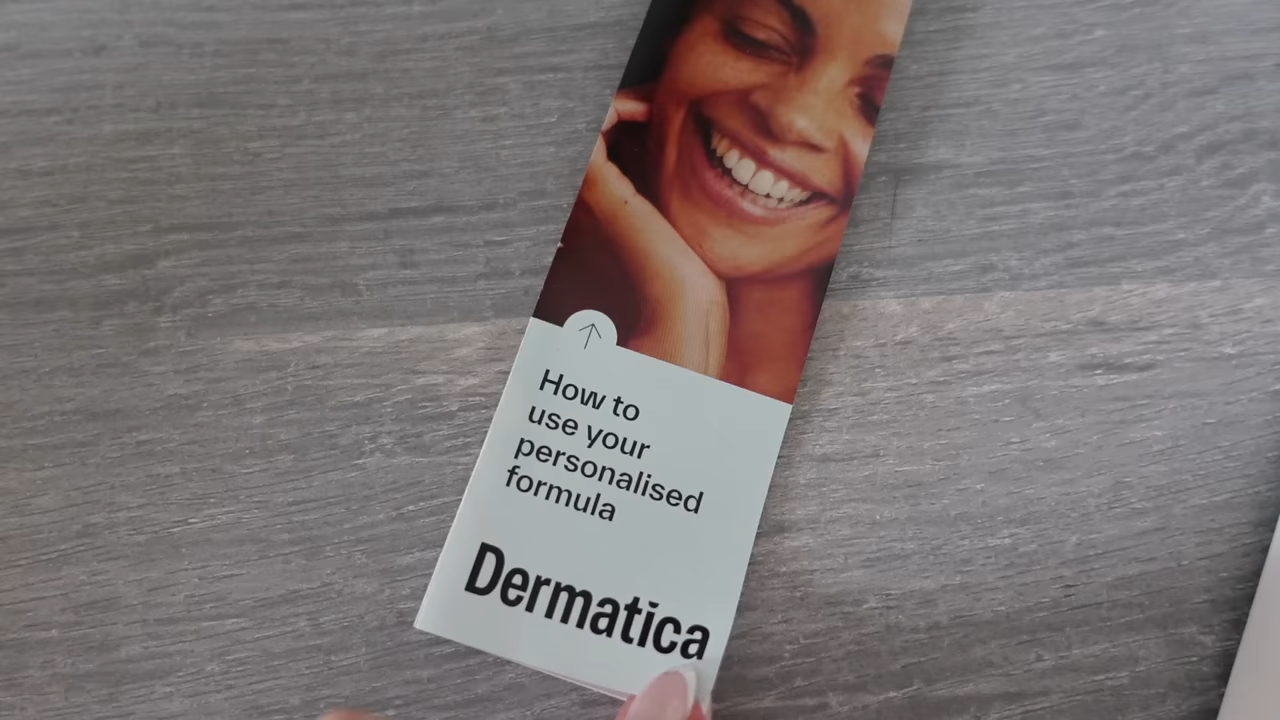 How to
use your
personalised
formula
Dermatica